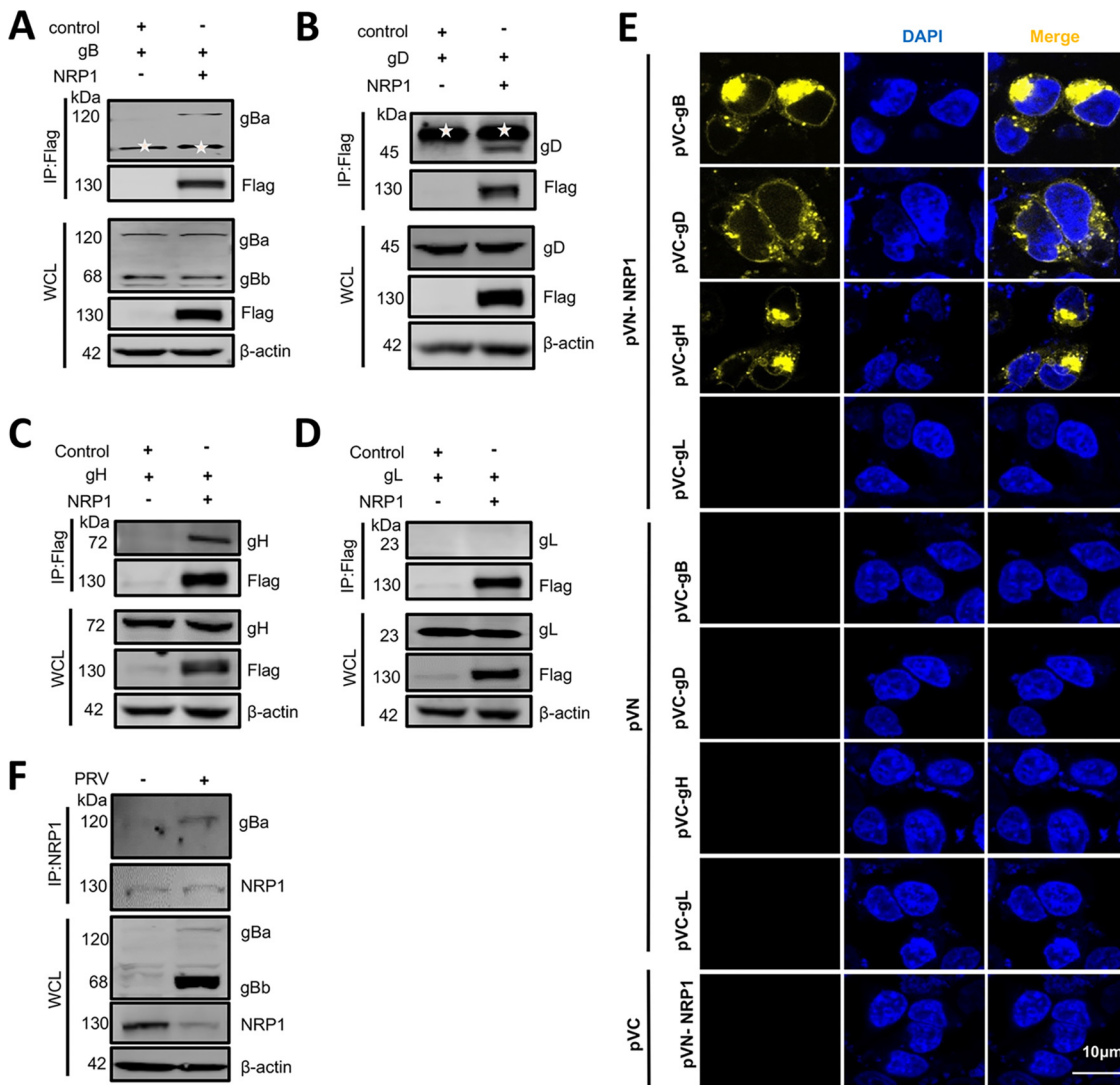 A
control + -
gB + +
NRP1 - +
kDa
IP:Flag
120 gBa
130 Flag
WCL
120 gBa
68 gBb
130 Flag
42 β-actin
B
control + -
gD + +
NRP1 - +
kDa
IP:Flag
45 gD
130 Flag
WCL
45 gD
130 Flag
42 β-actin
C
Control + -
gH + +
NRP1 - +
kDa
IP:Flag
72 gH
130 Flag
WCL
72 gH
130 Flag
42 β-actin
D
Control + -
gL + +
NRP1 - +
kDa
IP:Flag
23 gL
130 Flag
WCL
23 gL
130 Flag
42 β-actin
E
DAPI Merge
pVN- NRP1
pVC-gB
pVC-gD
pVC-gH
pVC-gL
pVN
pVC-gB
pVC-gD
pVC-gH
pVC-gL
pVC
pVN- NRP1
10μm
F
PRV - +
kDa
IP:NRP1
120 gBa
130 NRP1
WCL
120 gBa
68 gBb
130 NRP1
42 β-actin